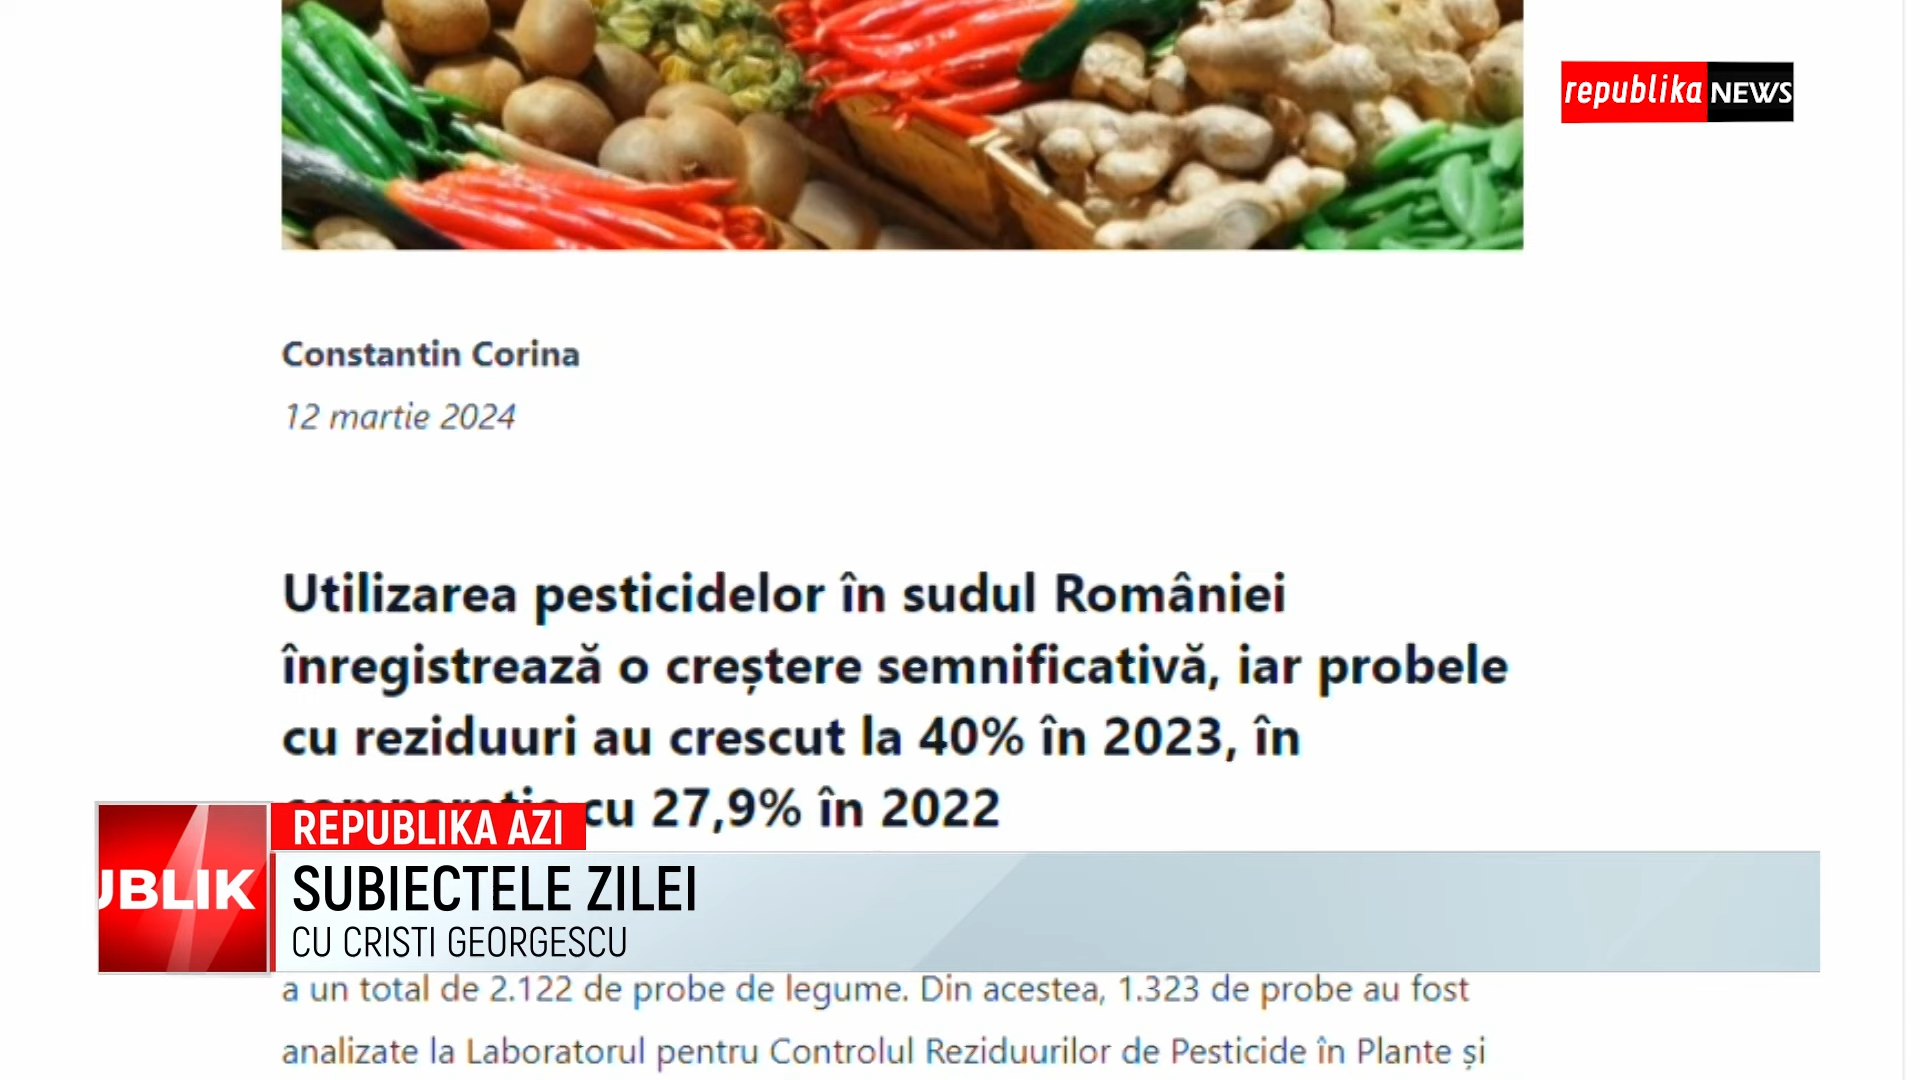 republika NEWS
Constantin Corina
12 martie 2024
Utilizarea pesticidelor în sudul României
înregistrează o creștere semnificativă, iar probele
cu reziduuri au crescut la 40% în 2023, în
cu 27,9% în 2022
REPUBLIKA AZI
UBLIK
SUBIECTELE ZILEI
CU CRISTI GEORGESCU
a un total de 2.122 de probe de legume. Din acestea, 1.323 de probe au fost
analizate la Laboratorul pentru Controlul Reziduurilor de Pesticide în Plante și